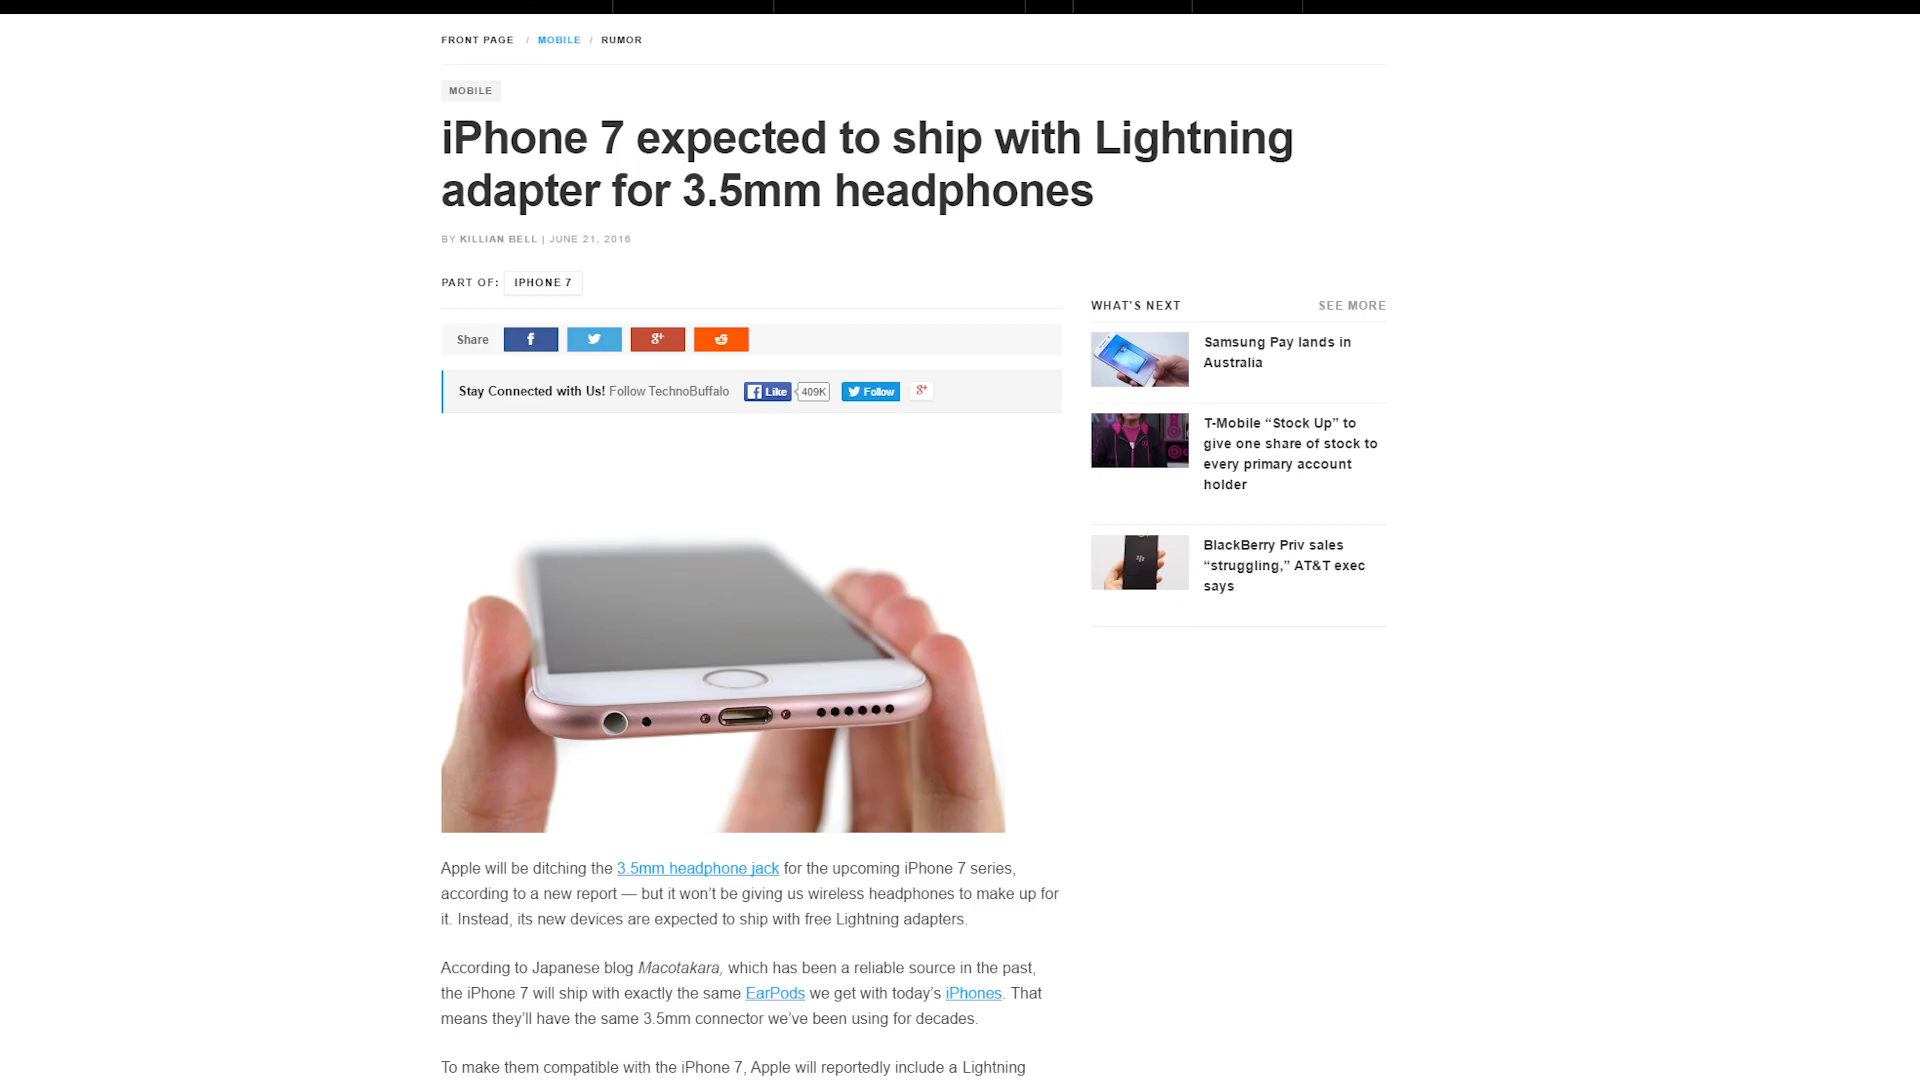 FRONT PAGE / MOBILE / RUMOR
MOBILE
iPhone 7 expected to ship with Lightning
adapter for 3.5mm headphones
BY KILLIAN BELL | JUNE 21, 2016
PART OF: IPHONE 7
Share
Stay Connected with Us! Follow TechnoBuffalo Like 409K Follow g+
Apple will be ditching the 3.5mm headphone jack for the upcoming iPhone 7 series,
according to a new report — but it won’t be giving us wireless headphones to make up for
it. Instead, its new devices are expected to ship with free Lightning adapters.
According to Japanese blog Macotakara, which has been a reliable source in the past,
the iPhone 7 will ship with exactly the same EarPods we get with today’s iPhones. That
means they’ll have the same 3.5mm connector we’ve been using for decades.
To make them compatible with the iPhone 7, Apple will reportedly include a Lightning
WHAT'S NEXT SEE MORE
Samsung Pay lands in
Australia
T-Mobile “Stock Up” to
give one share of stock to
every primary account
holder
BlackBerry Priv sales
“struggling,” AT&T exec
says